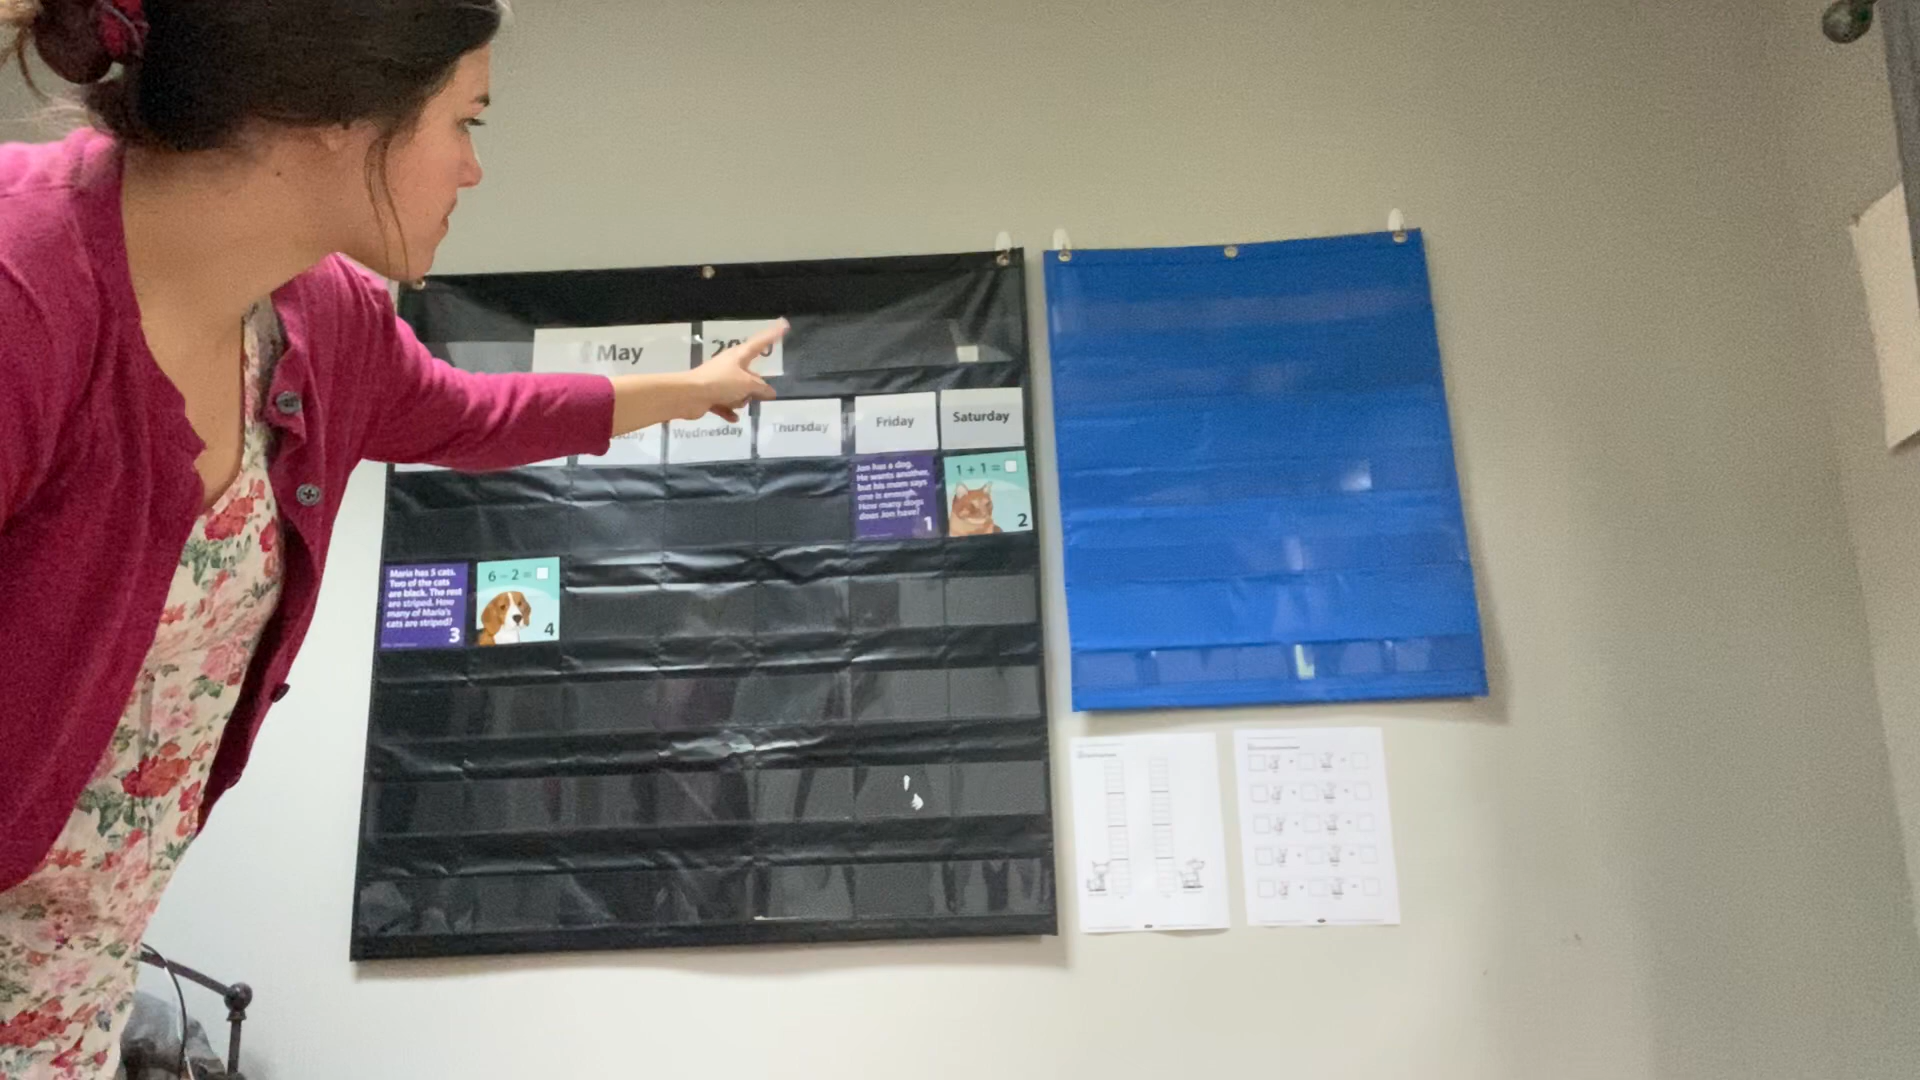 May
Wednesday Thursday Friday Saturday
Jon has a dog.
He wants another,
but his mom says
one is enough.
How many dogs
does Jon have?
1
1 + 1 =
2
Maria has 5 cats.
Two of the cats
are black. The rest
are striped. How
many of Maria's
cats are striped?
3
6 - 2 =
4